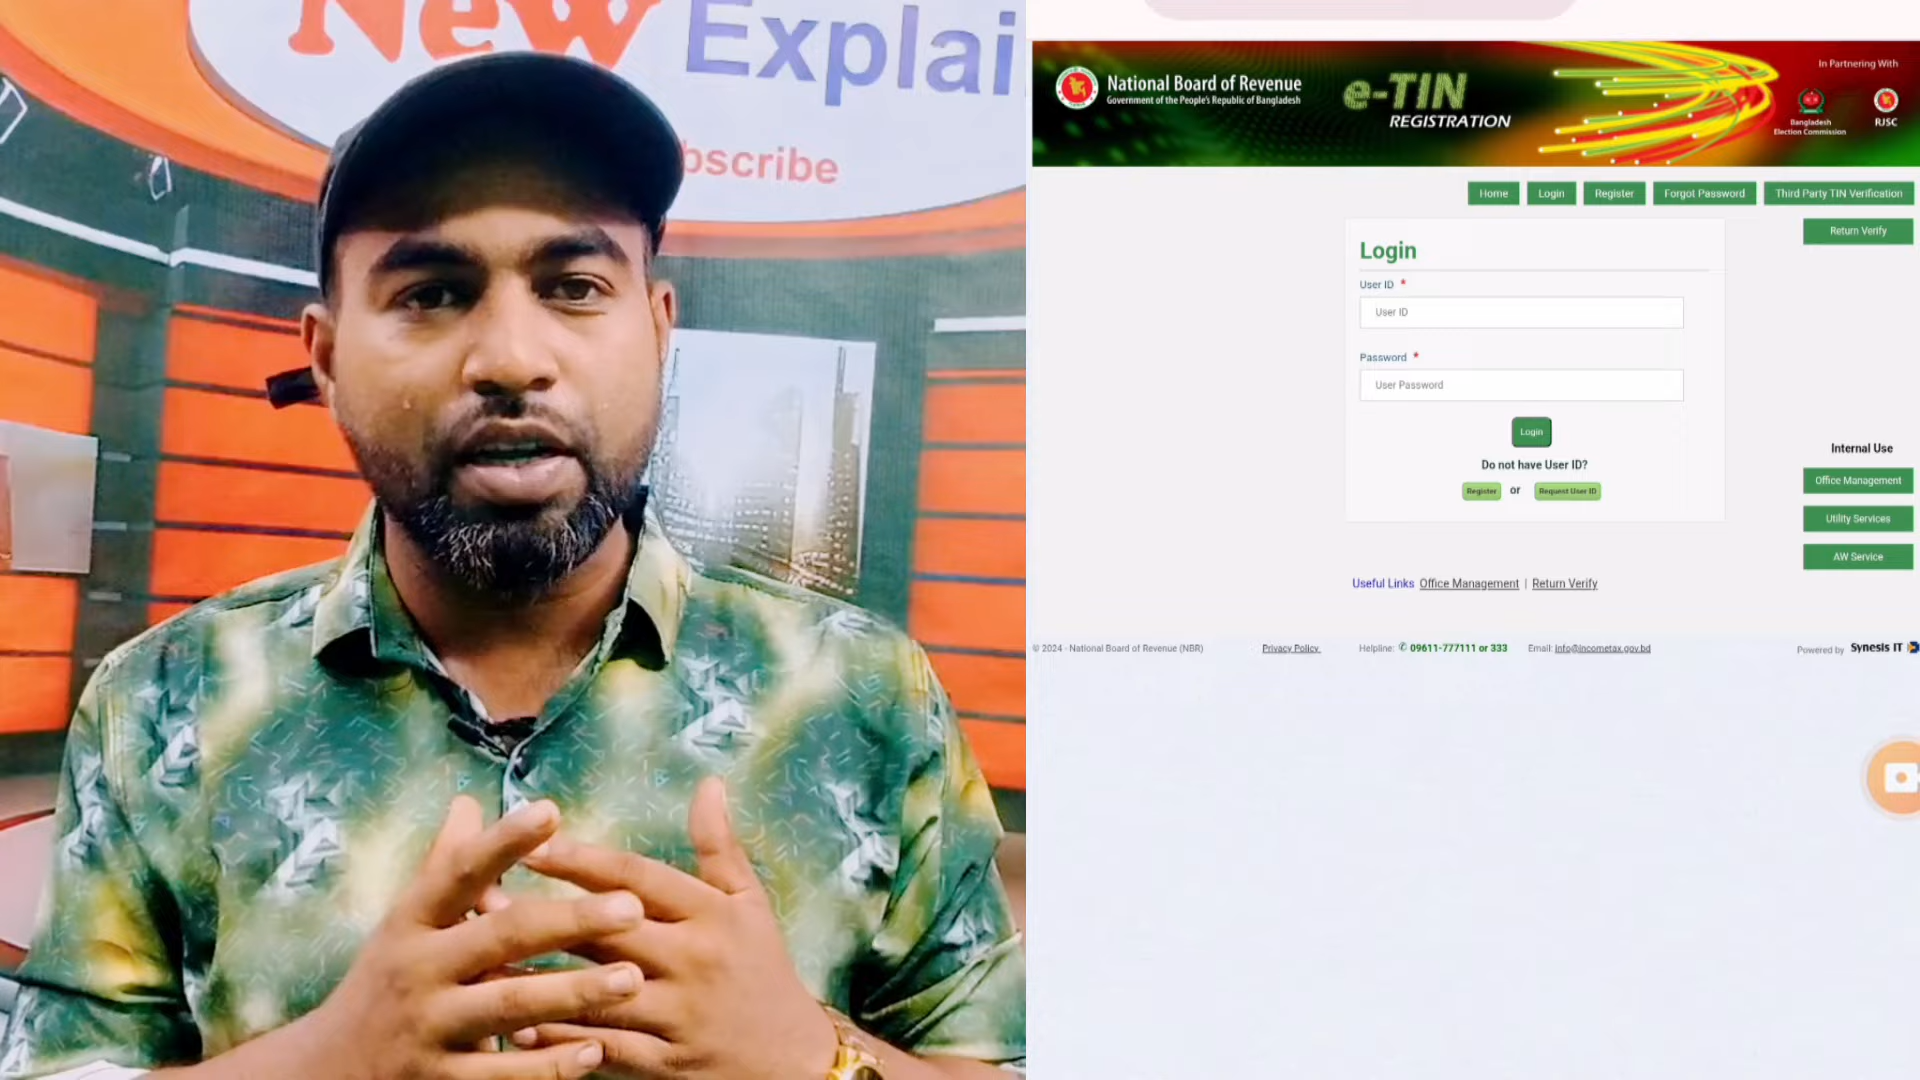 New Explai
bscribe
National Board of Revenue
Government of the People's Republic of Bangladesh
e-TIN
REGISTRATION
In Partnering With
Bangladesh
Election Commission
RJSC
Home
Login
Register
Forgot Password
Third Party TIN Verification
Return Verify
Login
User ID *
User ID
Password *
User Password
Login
Do not have User ID?
Register or Request User ID
Internal Use
Office Management
Utility Services
AW Service
Useful Links Office Management | Return Verify
© 2024 - National Board of Revenue (NBR)
Privacy Policy
Helpline: ✆ 09611-777111 or 333
Email: info@incometax.gov.bd
Powered by Synesis IT